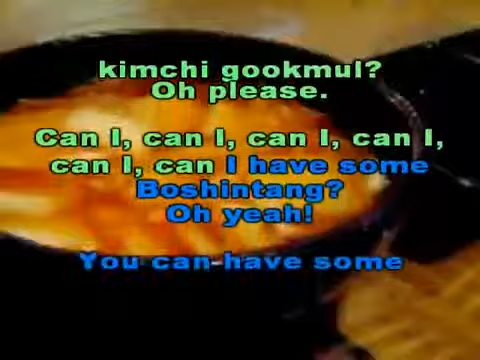 kimchi gookmul?
Oh please.
Can I, can I, can I, can I,
can I, can I have some
Boshintang?
Oh yeah!
You can have some